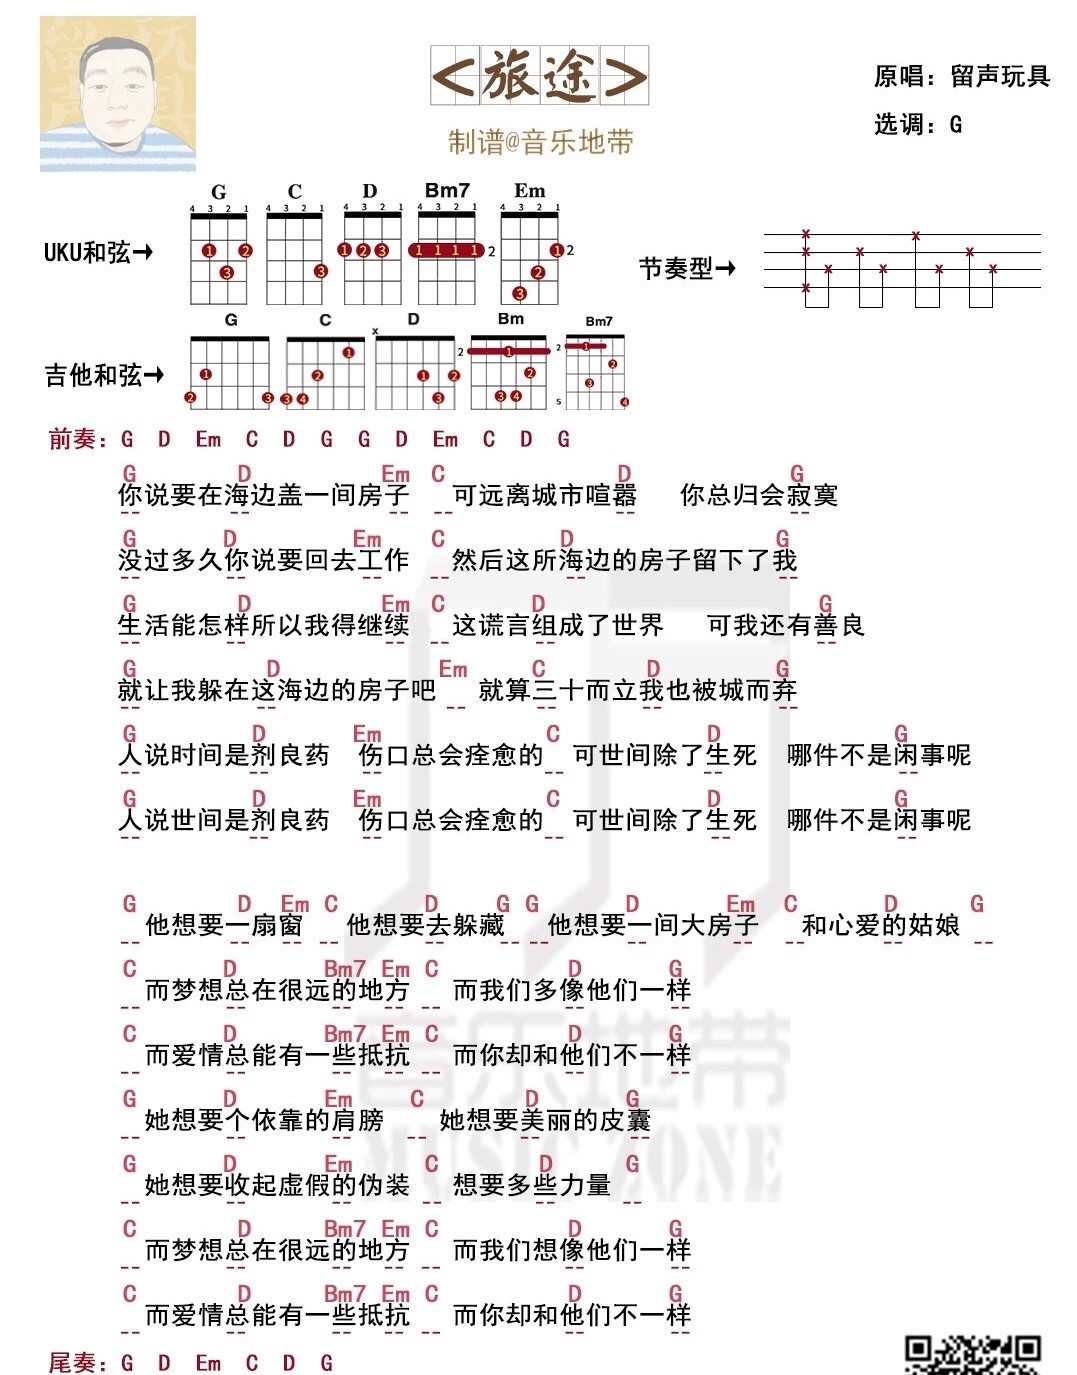 留声玩具
<旅途>
制谱@音乐地带
原唱：留声玩具
选调：G
G C D Bm7 Em
4 3 2 1 4 3 2 1 4 3 2 1 4 3 2 1 4 3 2 1
UKU和弦→
1 2 3 3 1 2 3 1 1 1 1 2 1 2 2 3
节奏型→
x x x x x x x x x x
G C D Bm Bm7
x
吉他和弦→
1 2 3 1 2 3 4 1 2 3 2 1 2 3 4 2 1 2 3 4 5
前奏：G D Em C D G G D Em C D G
G D Em C D G
你说要在海边盖一间房子 可远离城市喧嚣 你总归会寂寞
G D Em C D G
没过多久你说要回去工作 然后这所海边的房子留下了我
G D Em C D G
生活能怎样所以我得继续 这谎言组成了世界 可我还有善良
G D Em C D G
就让我躲在这海边的房子吧 就算三十而立我也被城而弃
G D Em C D G
人说时间是剂良药 伤口总会痊愈的 可世间除了生死 哪件不是闲事呢
G D Em C D G
人说世间是剂良药 伤口总会痊愈的 可世间除了生死 哪件不是闲事呢
G D Em C D G G D Em C D G
他想要一扇窗 他想要去躲藏 他想要一间大房子 和心爱的姑娘
C D Bm7 Em C D G
而梦想总在很远的地方 而我们多像他们一样
C D Bm7 Em C D G
而爱情总能有一些抵抗 而你却和他们不一样
G D Em C D G
她想要个依靠的肩膀 她想要美丽的皮囊
G D Em C D G
她想要收起虚假的伪装 想要多些力量
C D Bm7 Em C D G
而梦想总在很远的地方 而我们想像他们一样
C D Bm7 Em C D G
而爱情总能有一些抵抗 而你却和他们不一样
尾奏：G D Em C D G
音乐地带
MUSIC ZONE